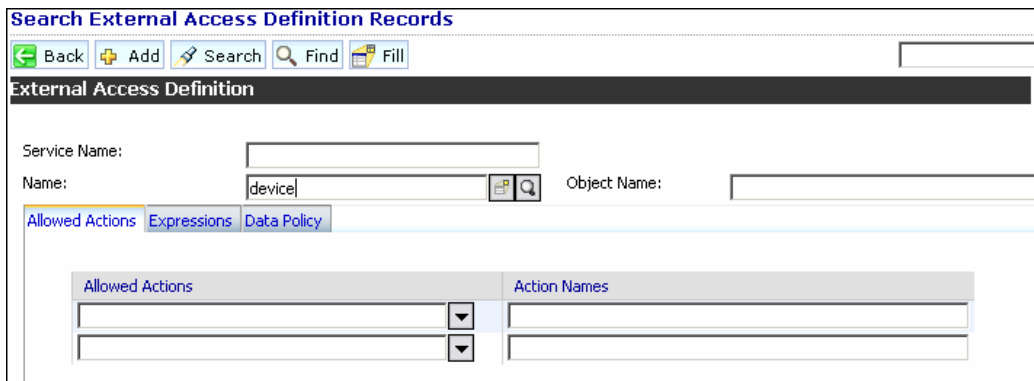 Search External Access Definition Records
Back Add Search Find Fill
External Access Definition
Service Name:
Name: device Object Name:
Allowed Actions Expressions Data Policy
Allowed Actions Action Names